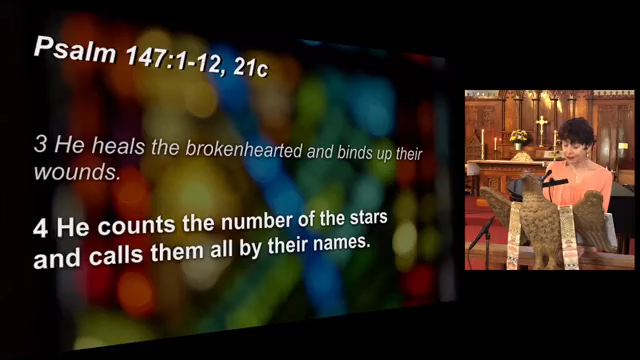 Psalm 147:1-12, 21c
3 He heals the brokenhearted and binds up their
wounds.
4 He counts the number of the stars
and calls them all by their names.